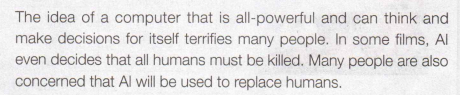 The idea of a computer that is all-powerful and can think and
make decisions for itself terrifies many people. In some films, AI
even decides that all humans must be killed. Many people are also
concerned that AI will be used to replace humans.